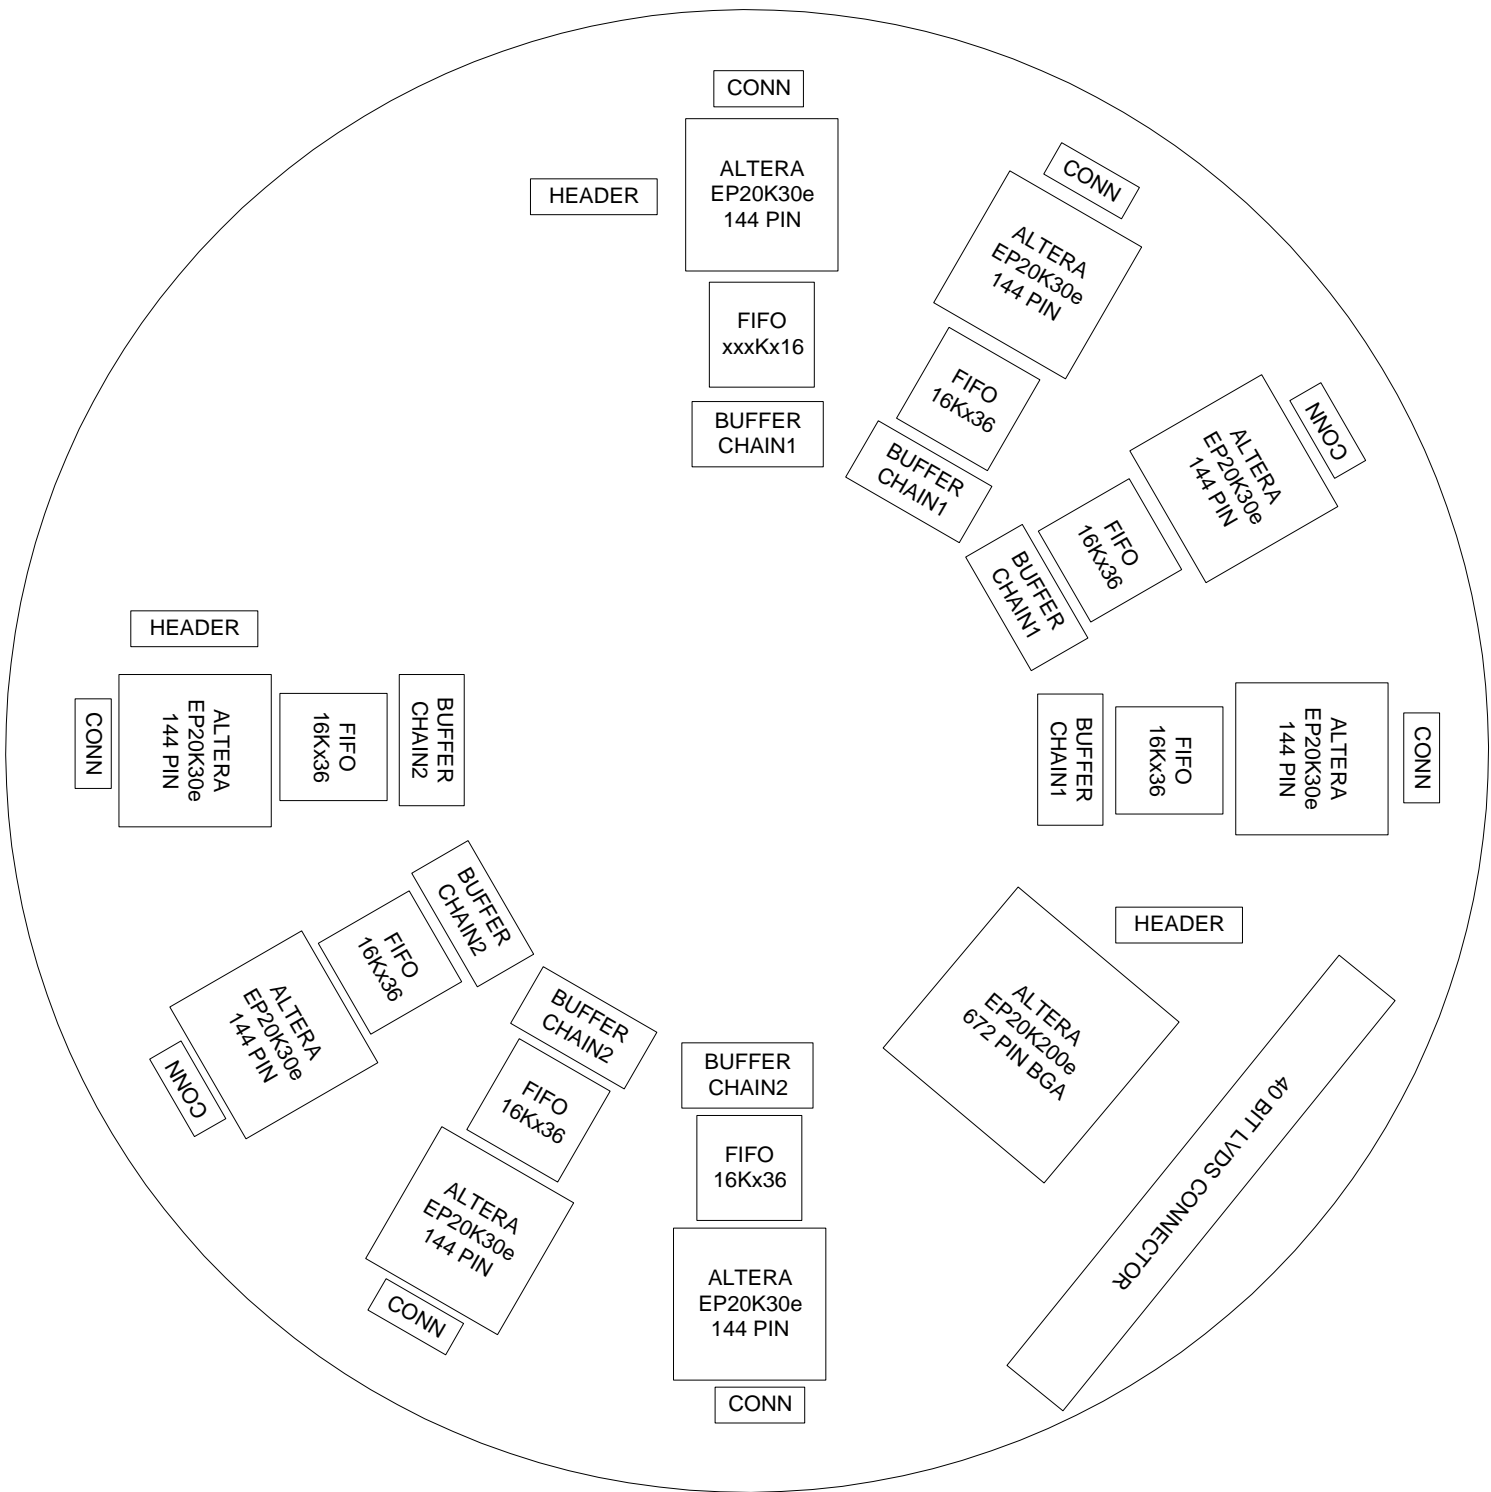 CONN
ALTERA
EP20K30e
144 PIN
HEADER
FIFO
xxxKx16
BUFFER
CHAIN1
CONN
ALTERA
EP20K30e
144 PIN
FIFO
16Kx36
BUFFER
CHAIN1
CONN
ALTERA
EP20K30e
144 PIN
FIFO
16Kx36
BUFFER
CHAIN1
CONN
ALTERA
EP20K30e
144 PIN
FIFO
16Kx36
BUFFER
CHAIN1
HEADER
ALTERA
EP20K200e
672 PIN BGA
40 BIT LVDS CONNECTOR
BUFFER
CHAIN2
FIFO
16Kx36
ALTERA
EP20K30e
144 PIN
CONN
BUFFER
CHAIN2
FIFO
16Kx36
ALTERA
EP20K30e
144 PIN
CONN
BUFFER
CHAIN2
FIFO
16Kx36
ALTERA
EP20K30e
144 PIN
CONN
HEADER
BUFFER
CHAIN2
FIFO
16Kx36
ALTERA
EP20K30e
144 PIN
CONN